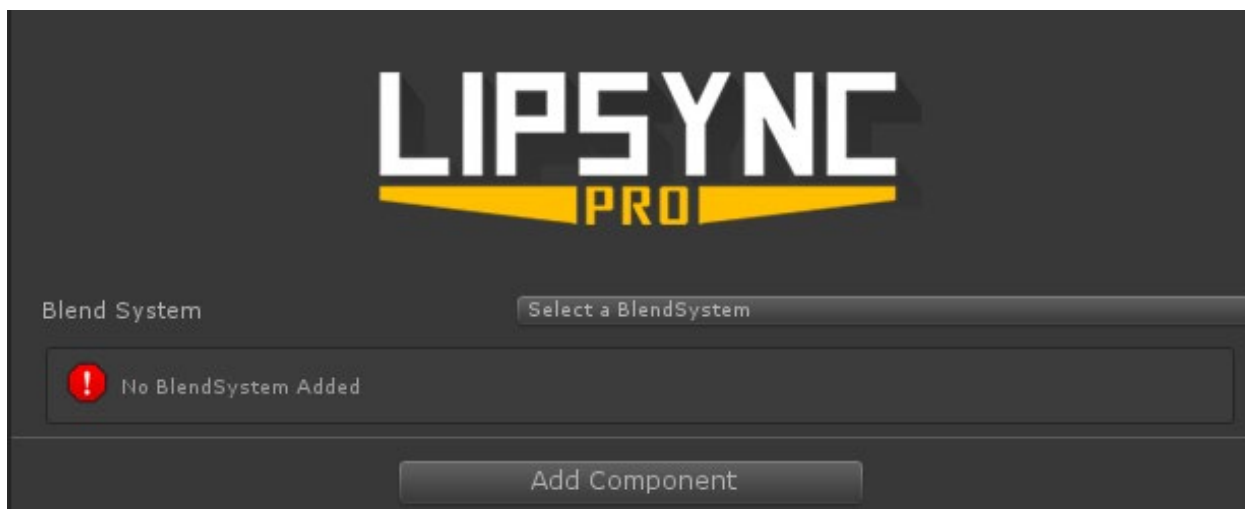 LIPSYNC
PRO
Blend System
Select a BlendSystem
No BlendSystem Added
Add Component